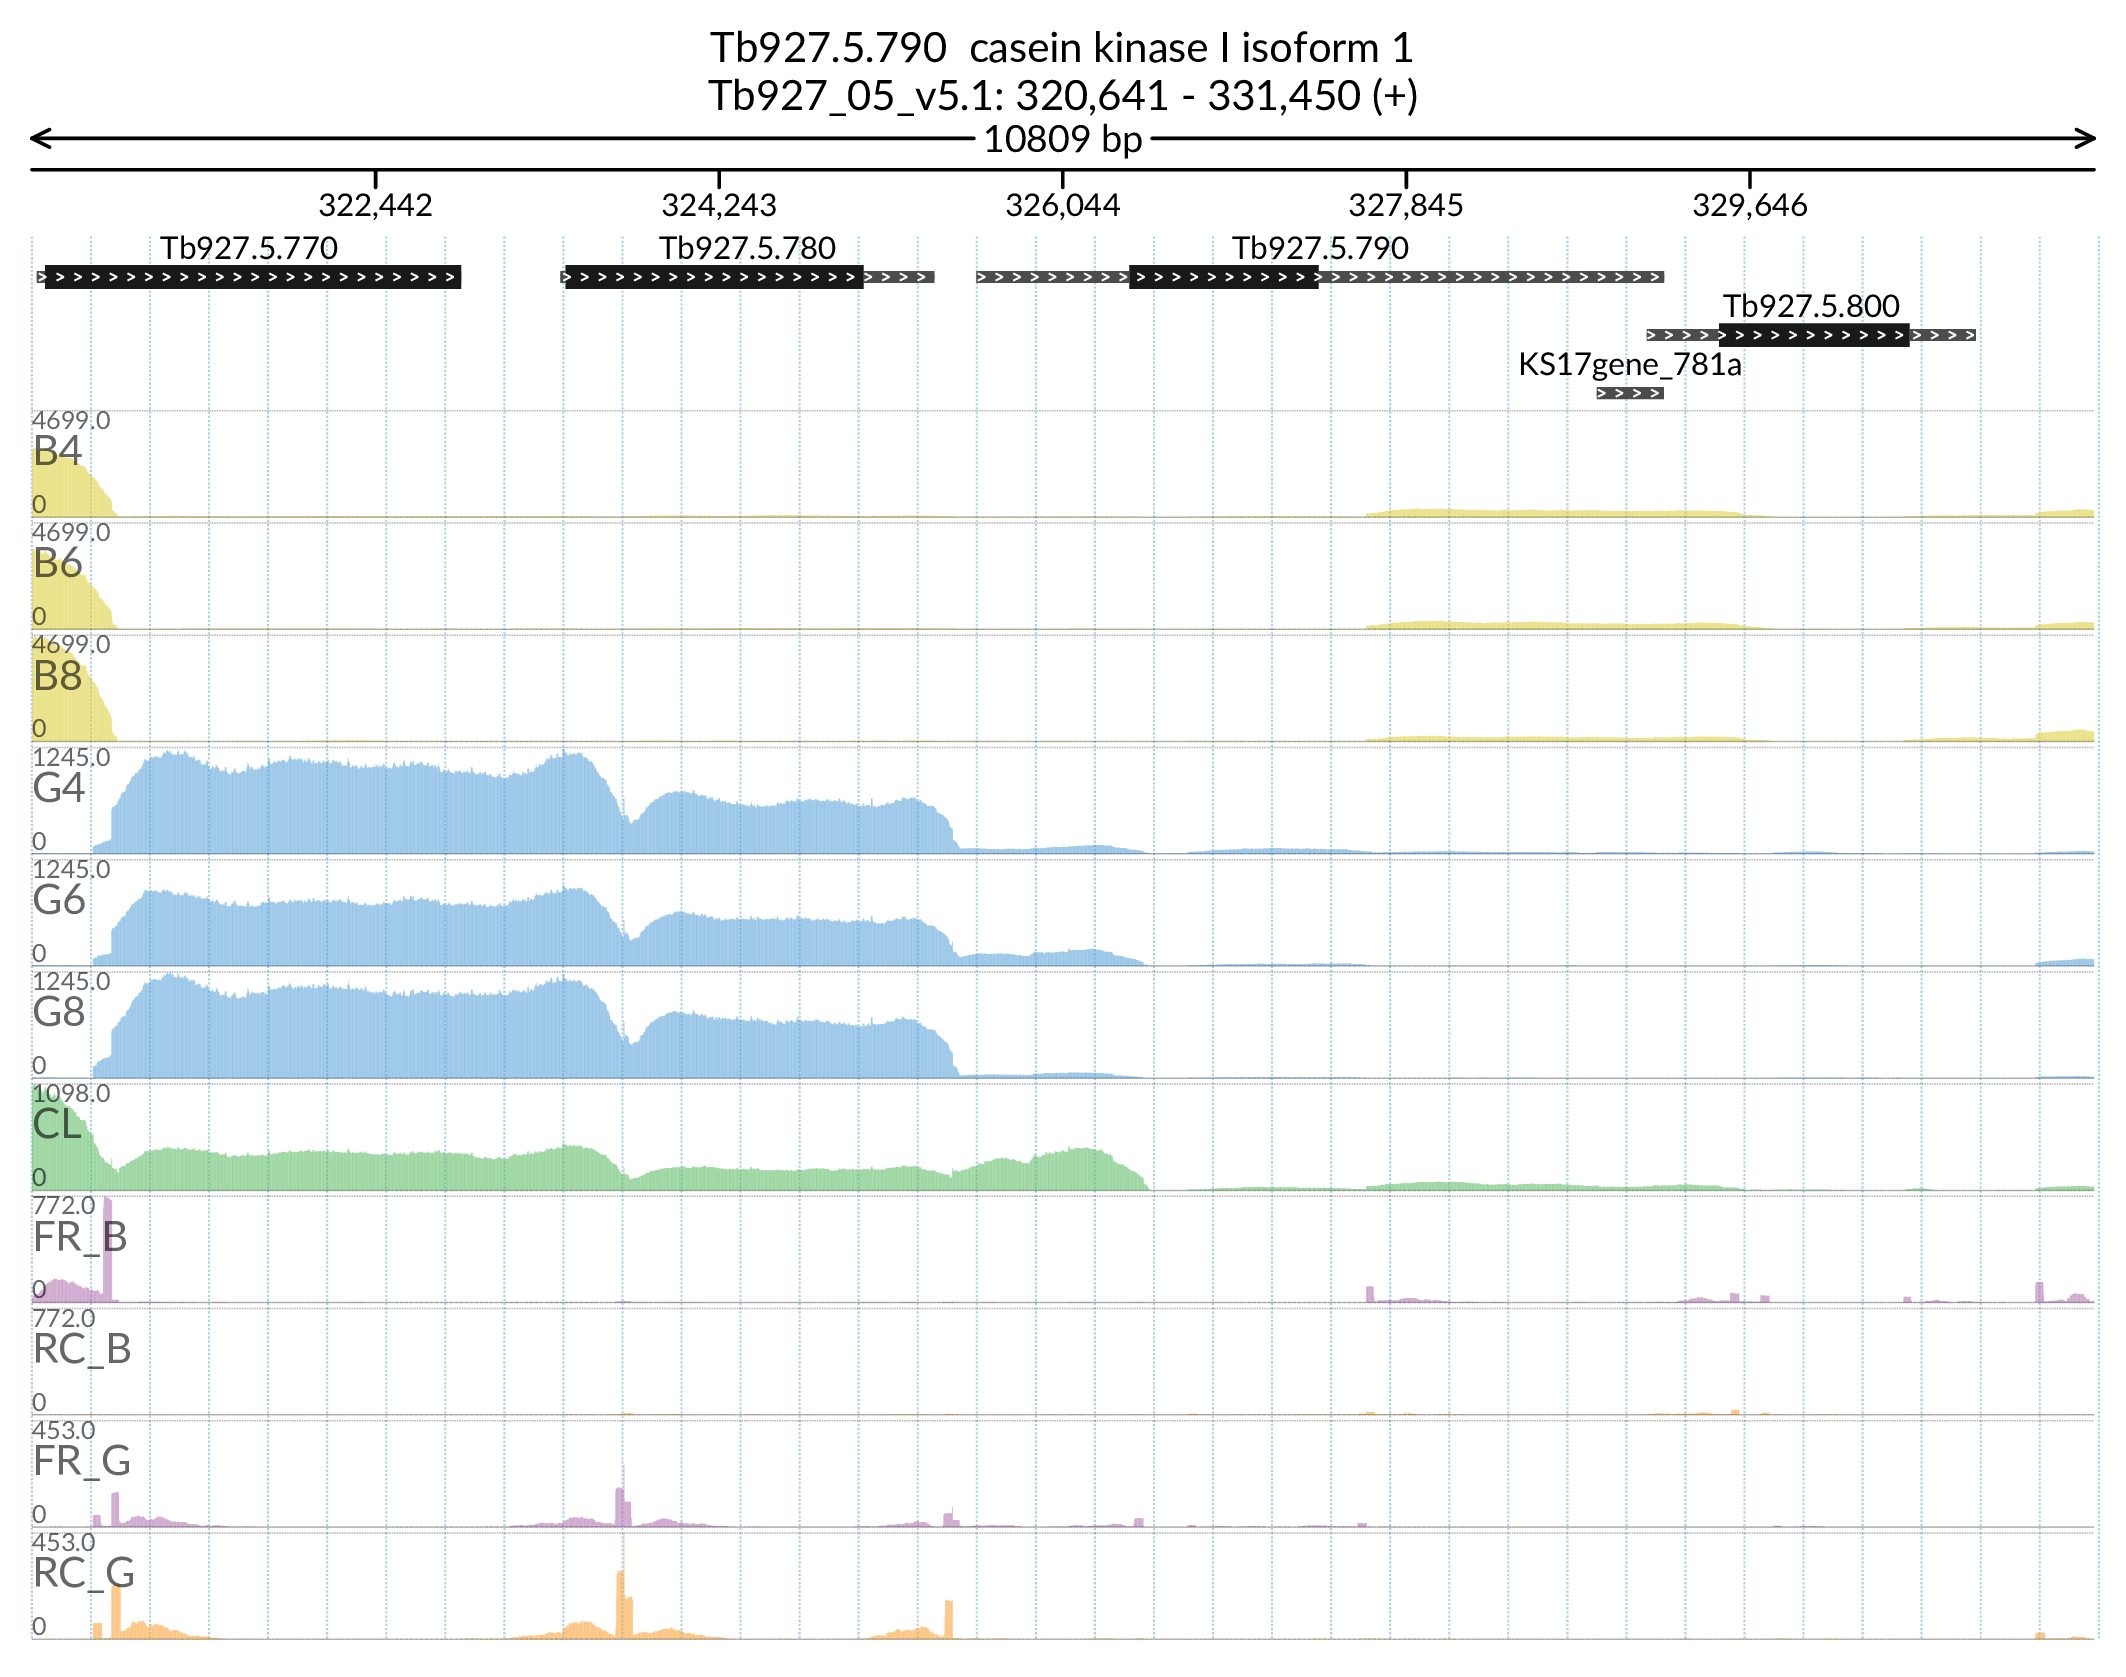 Tb927.5.790  casein kinase I isoform 1
Tb927_05_v5.1: 320,641 - 331,450 (+)
10809 bp
322,442 324,243 326,044 327,845 329,646
Tb927.5.770 Tb927.5.780 Tb927.5.790
Tb927.5.800
KS17gene_781a
4699.0
B4
0
4699.0
B6
0
4699.0
B8
0
1245.0
G4
0
1245.0
G6
0
1245.0
G8
0
1098.0
CL
0
772.0
FR_B
0
772.0
RC_B
0
453.0
FR_G
0
453.0
RC_G
0